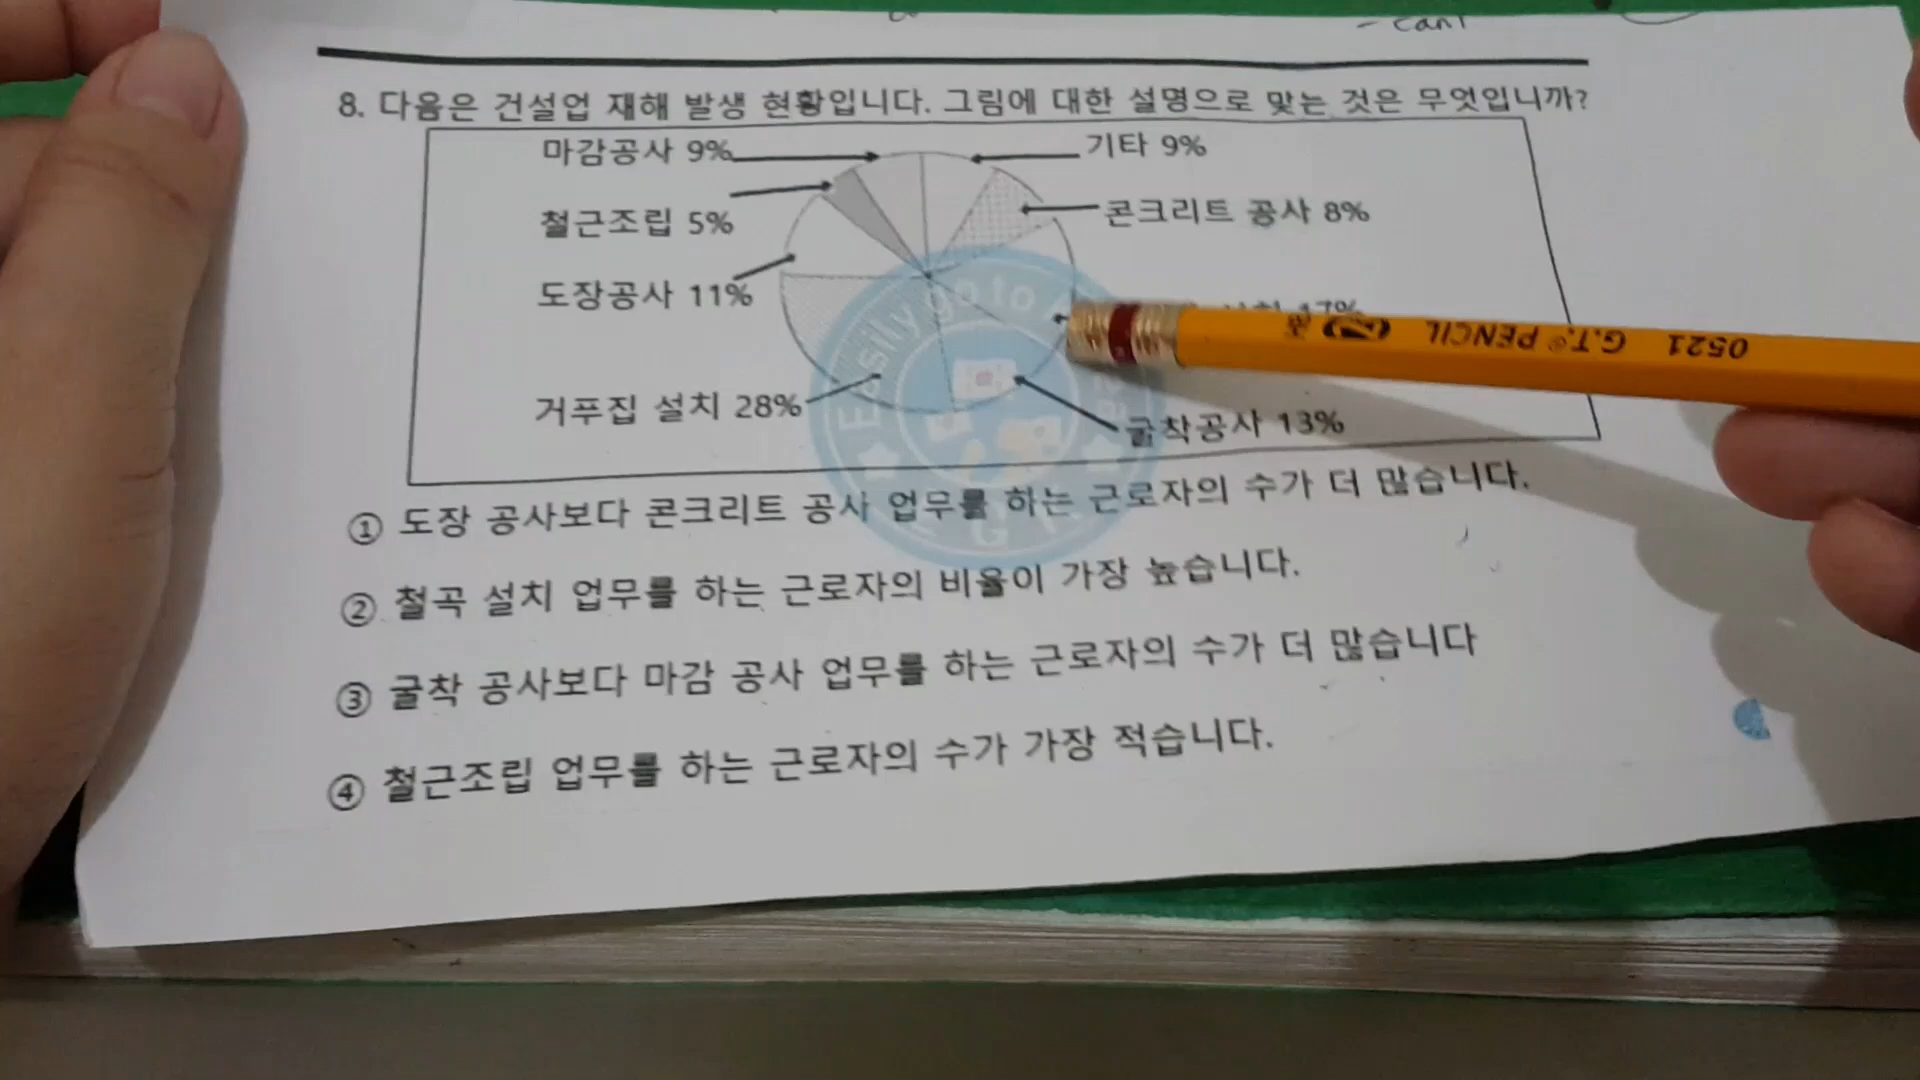 - can
8. 다음은 건설업 재해 발생 현황입니다. 그림에 대한 설명으로 맞는 것은 무엇입니까?
마감공사 9%
기타 9%
철근조립 5%
콘크리트 공사 8%
도장공사 11%
17%
거푸집 설치 28%
굴착공사 13%
① 도장 공사보다 콘크리트 공사 업무를 하는 근로자의 수가 더 많습니다.
② 철곡 설치 업무를 하는 근로자의 비율이 가장 높습니다.
③ 굴착 공사보다 마감 공사 업무를 하는 근로자의 수가 더 많습니다
④ 철근조립 업무를 하는 근로자의 수가 가장 적습니다.
Easily go to
0521 G.T.® PENCIL